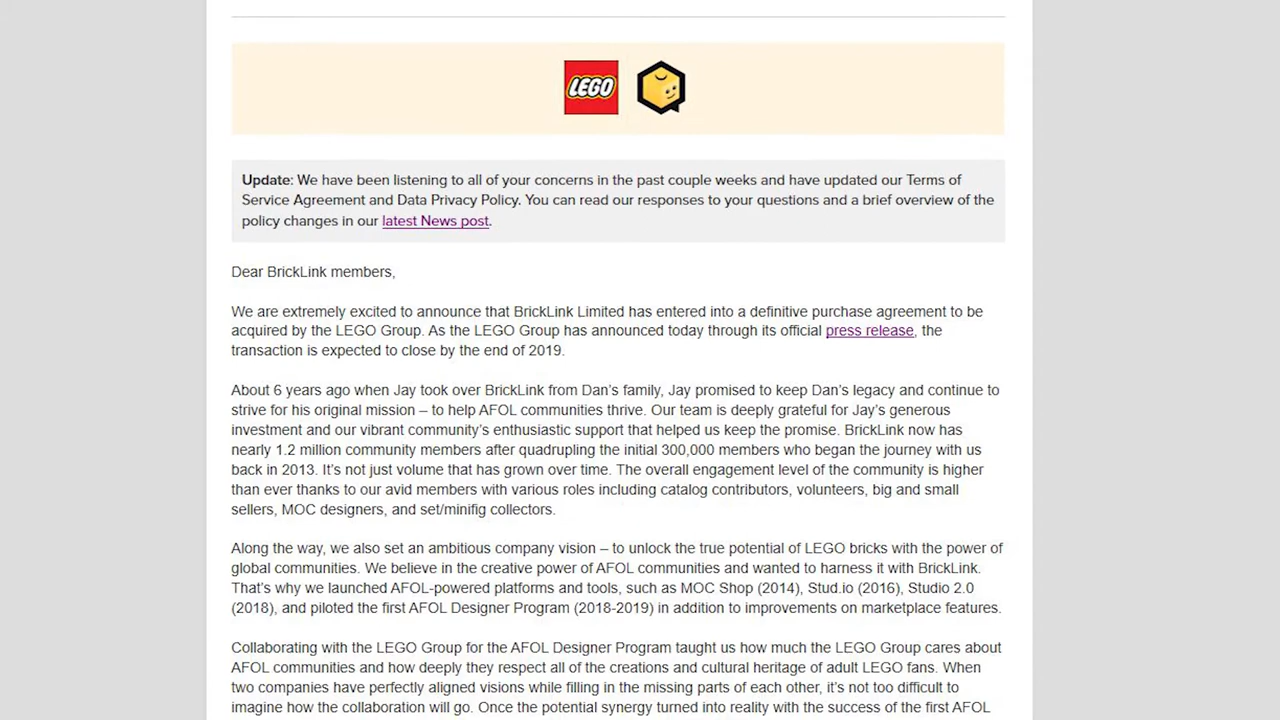 LEGO
Update: We have been listening to all of your concerns in the past couple weeks and have updated our Terms of
Service Agreement and Data Privacy Policy. You can read our responses to your questions and a brief overview of the
policy changes in our latest News post.
Dear BrickLink members,
We are extremely excited to announce that BrickLink Limited has entered into a definitive purchase agreement to be
acquired by the LEGO Group. As the LEGO Group has announced today through its official press release, the
transaction is expected to close by the end of 2019.
About 6 years ago when Jay took over BrickLink from Dan’s family, Jay promised to keep Dan’s legacy and continue to
strive for his original mission – to help AFOL communities thrive. Our team is deeply grateful for Jay’s generous
investment and our vibrant community’s enthusiastic support that helped us keep the promise. BrickLink now has
nearly 1.2 million community members after quadrupling the initial 300,000 members who began the journey with us
back in 2013. It’s not just volume that has grown over time. The overall engagement level of the community is higher
than ever thanks to our avid members with various roles including catalog contributors, volunteers, big and small
sellers, MOC designers, and set/minifig collectors.
Along the way, we also set an ambitious company vision – to unlock the true potential of LEGO bricks with the power of
global communities. We believe in the creative power of AFOL communities and wanted to harness it with BrickLink.
That’s why we launched AFOL-powered platforms and tools, such as MOC Shop (2014), Stud.io (2016), Studio 2.0
(2018), and piloted the first AFOL Designer Program (2018-2019) in addition to improvements on marketplace features.
Collaborating with the LEGO Group for the AFOL Designer Program taught us how much the LEGO Group cares about
AFOL communities and how deeply they respect all of the creations and cultural heritage of adult LEGO fans. When
two companies have perfectly aligned visions while filling in the missing parts of each other, it’s not too difficult to
imagine how the collaboration will go. Once the potential synergy turned into reality with the success of the first AFOL